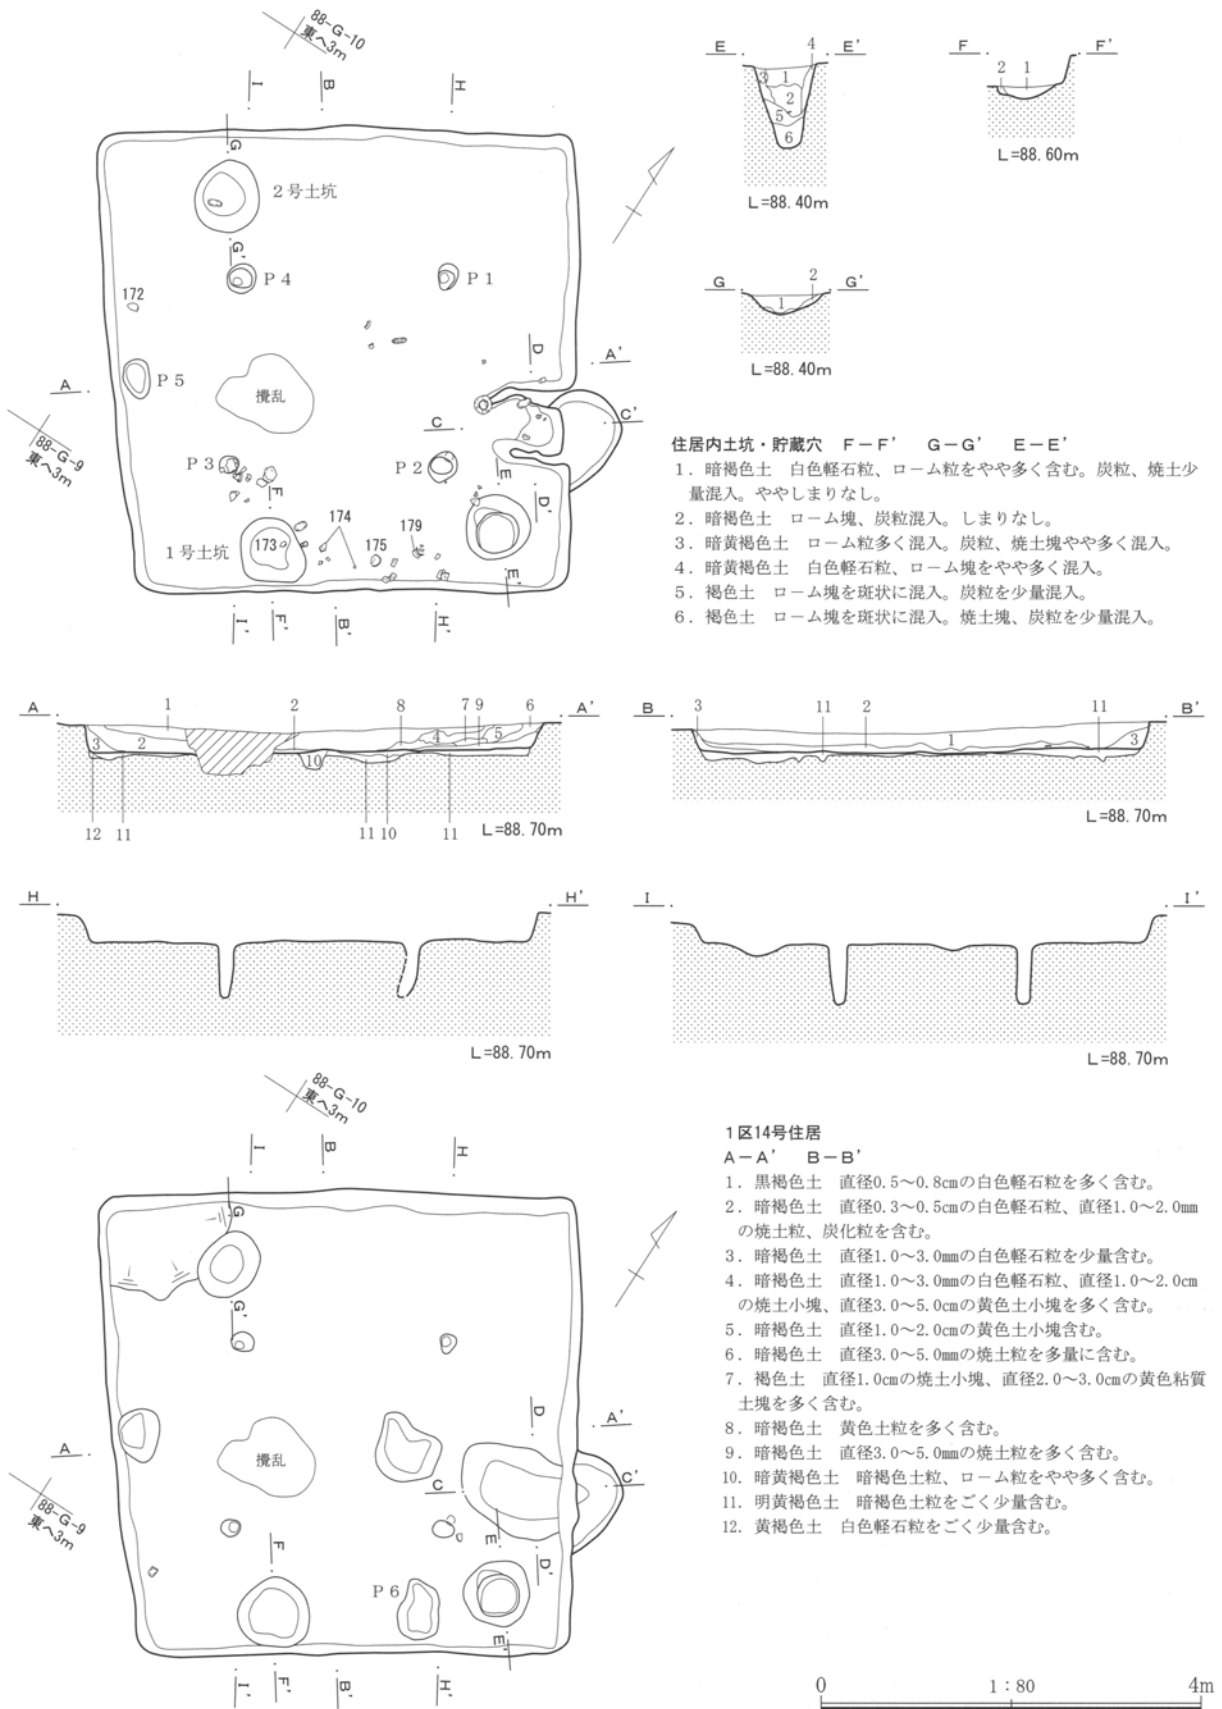 88-G-10
東へ3m
I
B
H
G
2号土坑
G'
P4
P1
172
P5
A
A'
D
攪乱
C
C'
88-G-9
東へ3m
P3
P2
E
F
D'
1号土坑
173
174
175
179
E'
I'
F'
B'
H'
E
4
E'
3
1
2
5
6
L=88.40m
F
2
1
F'
L=88.60m
G
2
G'
1
L=88.40m
住居内土坑・貯蔵穴 F-F' G-G' E-E'
1. 暗褐色土 白色軽石粒、ローム粒をやや多く含む。炭粒、焼土少
量混入。ややしまりなし。
2. 暗褐色土 ローム塊、炭粒混入。しまりなし。
3. 暗黄褐色土 ローム粒多く混入。炭粒、焼土塊やや多く混入。
4. 暗黄褐色土 白色軽石粒、ローム塊をやや多く混入。
5. 褐色土 ローム塊を斑状に混入。炭粒を少量混入。
6. 褐色土 ローム塊を斑状に混入。焼土塊、炭粒を少量混入。
A
1
2
8
7 9
6
A'
3
2
4
5
10
12
11
11 10
11
L=88.70m
B
3
11
2
11
B'
1
3
L=88.70m
H
H'
L=88.70m
I
I'
L=88.70m
88-G-10
東へ3m
I
B
H
G
G'
D
A
A'
攪乱
C
C'
88-G-9
東へ3m
E
F
D'
P6
E'
I'
F'
B'
H'
1区14号住居
A-A' B-B'
1. 黒褐色土 直径0.5〜0.8cmの白色軽石粒を多く含む。
2. 暗褐色土 直径0.3〜0.5cmの白色軽石粒、直径1.0〜2.0mm
の焼土粒、炭化粒を含む。
3. 暗褐色土 直径1.0〜3.0mmの白色軽石粒を少量含む。
4. 暗褐色土 直径1.0〜3.0mmの白色軽石粒、直径1.0〜2.0cm
の焼土小塊、直径3.0〜5.0cmの黄色土小塊を多く含む。
5. 暗褐色土 直径1.0〜2.0cmの黄色土小塊含む。
6. 暗褐色土 直径3.0〜5.0mmの焼土粒を多量に含む。
7. 褐色土 直径1.0cmの焼土小塊、直径2.0〜3.0cmの黄色粘質
土塊を多く含む。
8. 暗褐色土 黄色土粒を多く含む。
9. 暗褐色土 直径3.0〜5.0mmの焼土粒を多く含む。
10. 暗黄褐色土 暗褐色土粒、ローム粒をやや多く含む。
11. 明黄褐色土 暗褐色土粒をごく少量含む。
12. 黄褐色土 白色軽石粒をごく少量含む。
0
1:80
4m